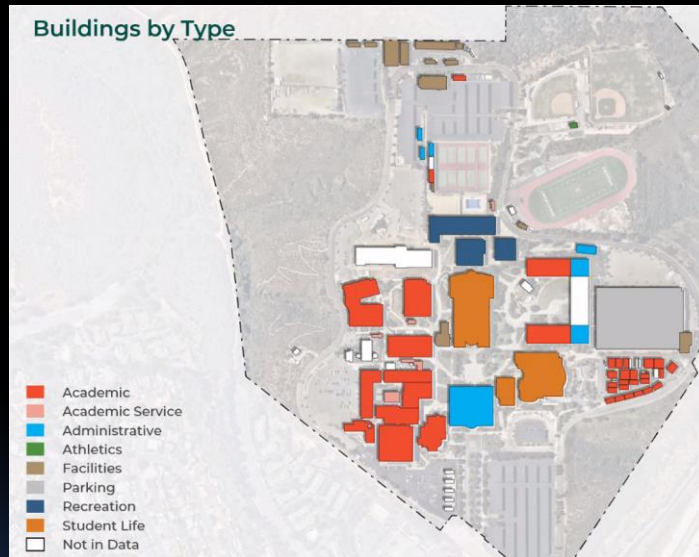 Buildings by Type
Academic
Academic Service
Administrative
Athletics
Facilities
Parking
Recreation
Student Life
Not in Data